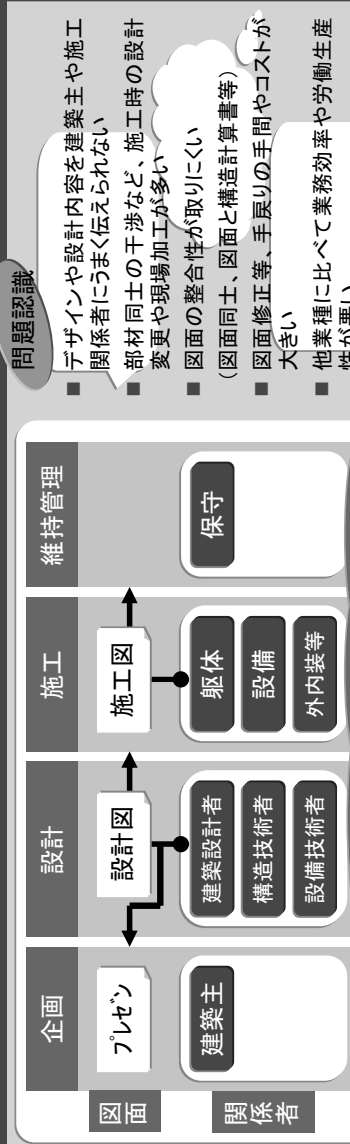 企画
設計
施工
維持管理
図面
プレゼン
設計図
施工図
関係者
建築主
建築設計者
構造技術者
設備技術者
躯体
設備
外内装等
保守
問題認識
■ デザインや設計内容を建築主や施工
関係者にうまく伝えられない
■ 部材同士の干渉など、施工時の設計
変更や現場加工が多い
■ 図面の整合性が取りにくい
（図面同士、図面と構造計算書等）
■ 図面修正等、手戻りの手間やコストが
大きい
■ 他業種に比べて業務効率や労働生産
性が悪い